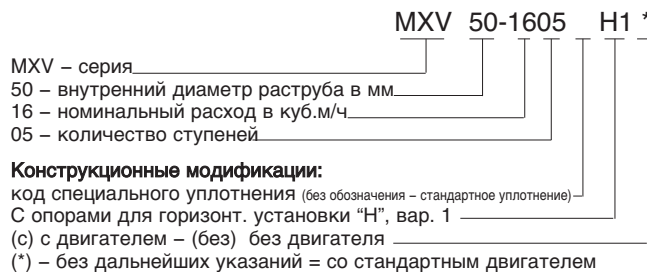 MXV 50-1605 H1 *
MXV – серия
50 – внутренний диаметр раструба в мм
16 – номинальный расход в куб.м/ч
05 – количество ступеней
Конструкционные модификации:
код специального уплотнения (без обозначения – стандартное уплотнение)
С опорами для горизонт. установки “H”, вар. 1
(с) с двигателем – (без) без двигателя
(*) – без дальнейших указаний = со стандартным двигателем